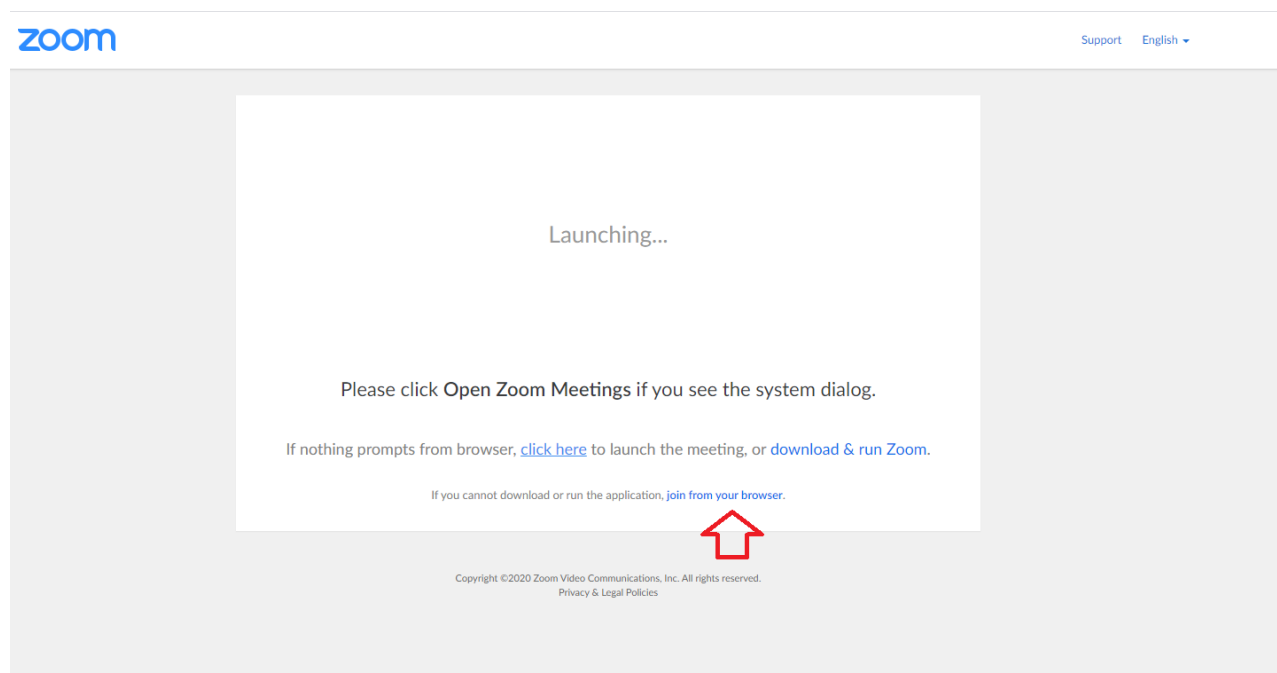 zoom
Support English
Launching...
Please click Open Zoom Meetings if you see the system dialog.
If nothing prompts from browser, click here to launch the meeting, or download & run Zoom.
If you cannot download or run the application, join from your browser.
Copyright ©2020 Zoom Video Communications, Inc. All rights reserved.
Privacy & Legal Policies